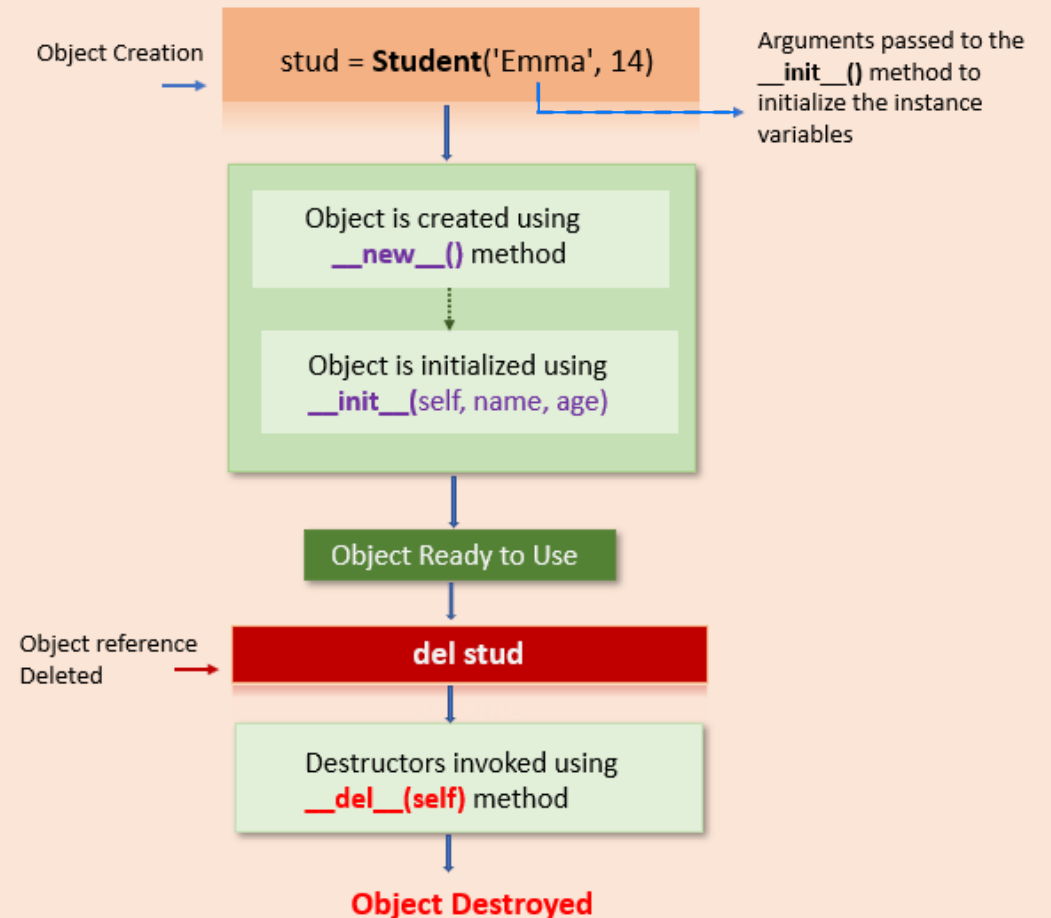 Object Creation
stud = Student('Emma', 14)
Arguments passed to the
__init__() method to
initialize the instance
variables
Object is created using
__new__() method
Object is initialized using
__init__(self, name, age)
Object Ready to Use
Object reference
Deleted
del stud
Destructors invoked using
__del__(self) method
Object Destroyed